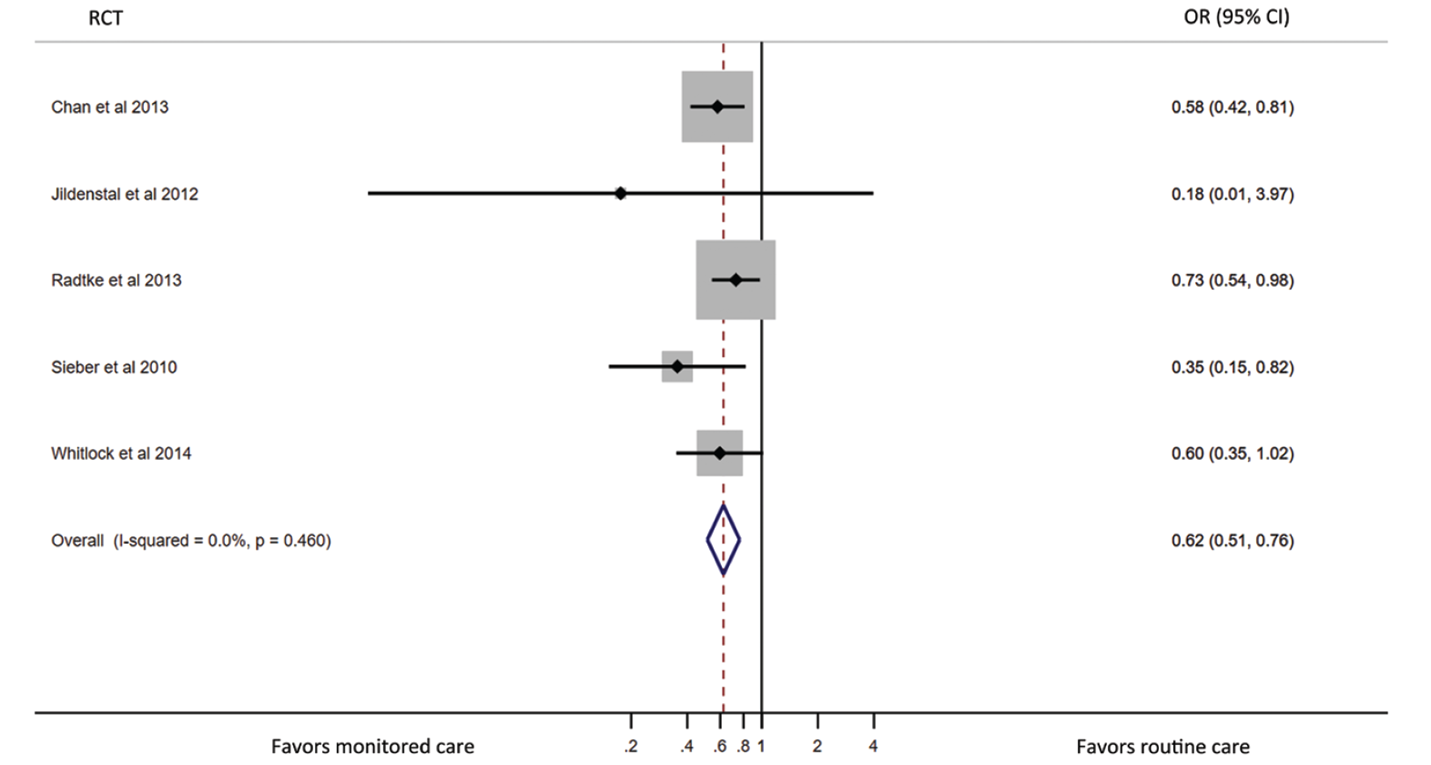 RCT OR (95% CI)
Chan et al 2013 0.58 (0.42, 0.81)
Jildenstal et al 2012 0.18 (0.01, 3.97)
Radtke et al 2013 0.73 (0.54, 0.98)
Sieber et al 2010 0.35 (0.15, 0.82)
Whitlock et al 2014 0.60 (0.35, 1.02)
Overall (I-squared = 0.0%, p = 0.460) 0.62 (0.51, 0.76)
Favors monitored care .2 .4 .6 .8 1 2 4 Favors routine care